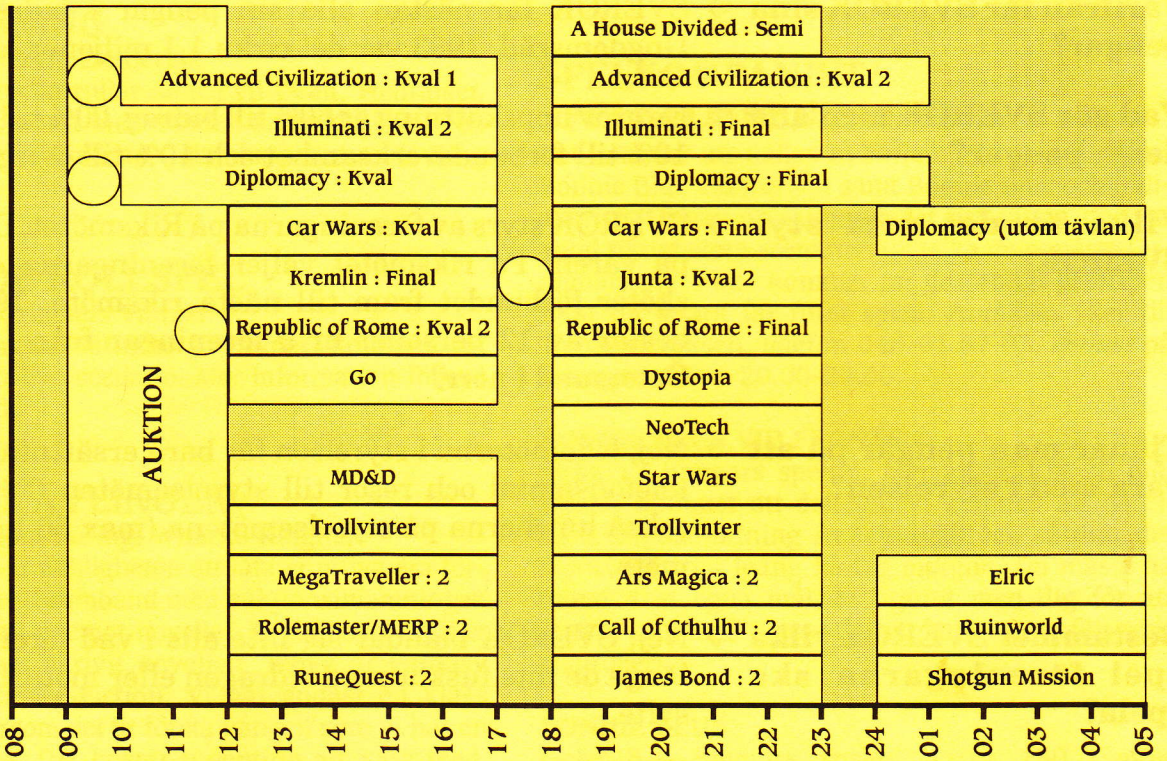 A House Divided : Semi
Advanced Civilization : Kval 1
Advanced Civilization : Kval 2
Illuminati : Kval 2
Illuminati : Final
Diplomacy : Kval
Diplomacy : Final
Car Wars : Kval
Car Wars : Final
Diplomacy (utom tävlan)
Kremlin : Final
Junta : Kval 2
Republic of Rome : Kval 2
Republic of Rome : Final
Go
Dystopia
AUKTION
NeoTech
MD&D
Star Wars
Trollvinter
Trollvinter
MegaTraveller : 2
Ars Magica : 2
Elric
Rolemaster/MERP : 2
Call of Cthulhu : 2
Ruinworld
RuneQuest : 2
James Bond : 2
Shotgun Mission
08 09 10 11 12 13 14 15 16 17 18 19 20 21 22 23 24 01 02 03 04 05